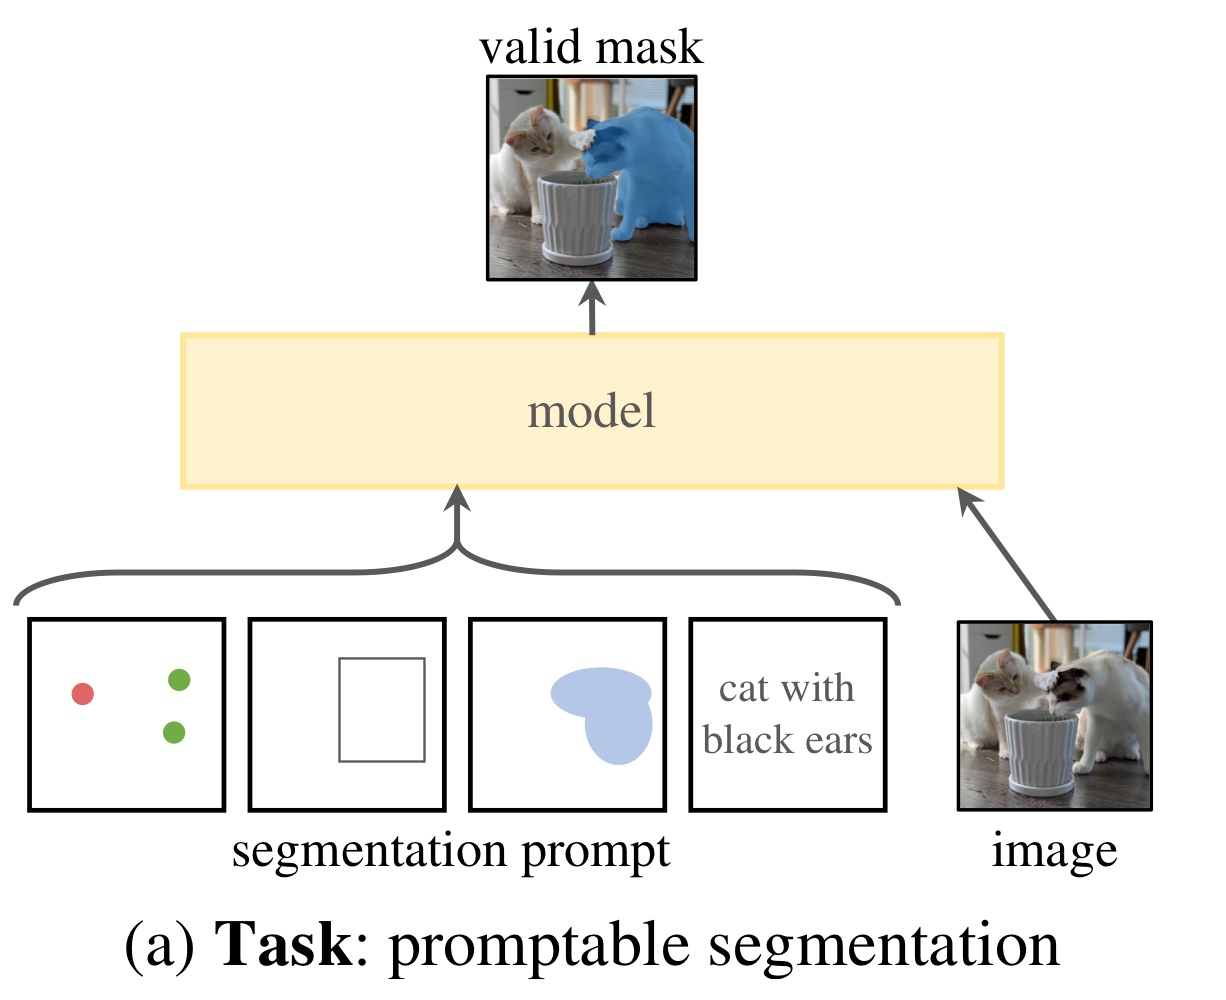 valid mask
model
cat with
black ears
segmentation prompt
image
(a) Task: promptable segmentation